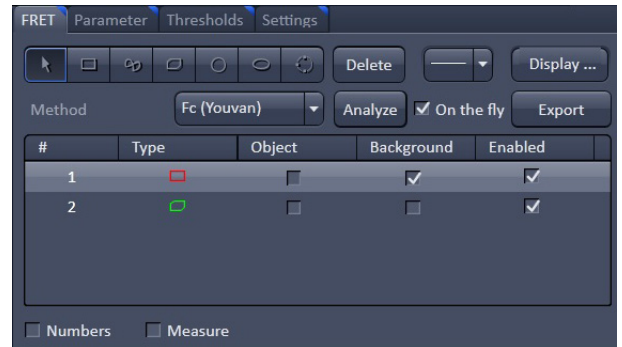 FRET Parameter Thresholds Settings
Delete Display ...
Method Fc (Youvan) Analyze On the fly Export
# Type Object Background Enabled
1
2
Numbers Measure